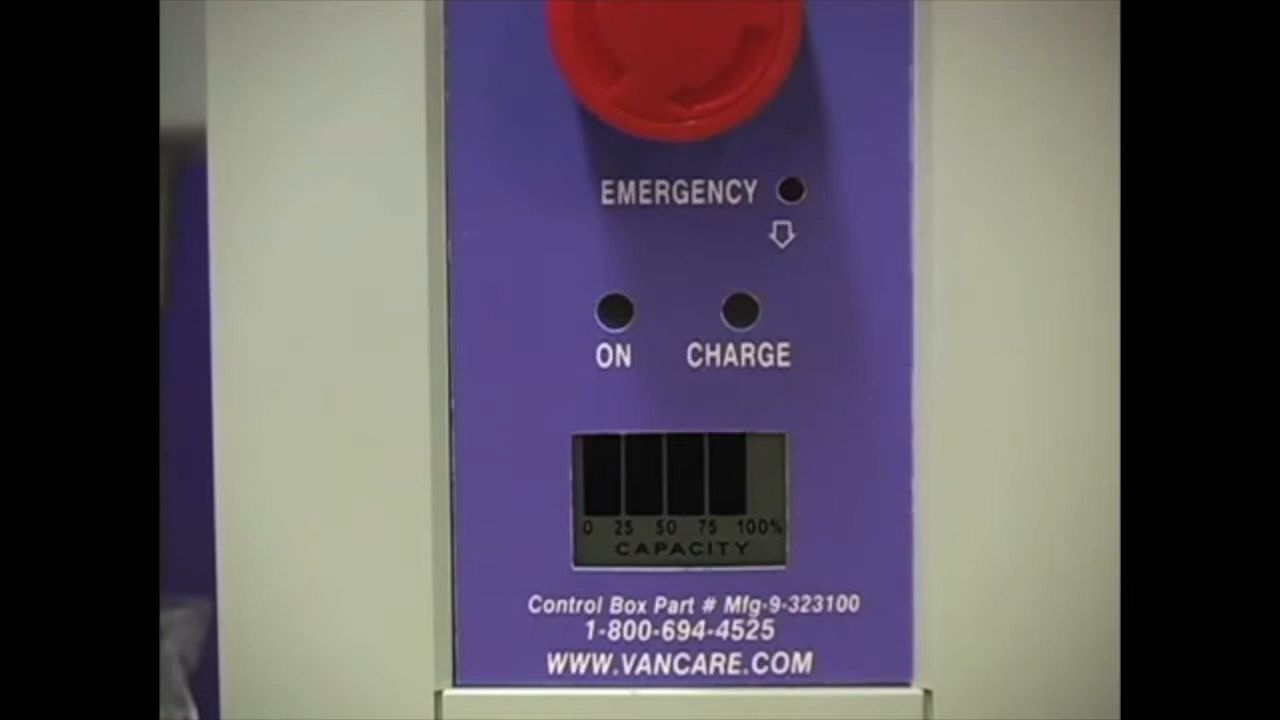 EMERGENCY
ON CHARGE
0 25 50 75 100%
CAPACITY
Control Box Part # Mfg-9-323100
1-800-694-4525
WWW.VANCARE.COM